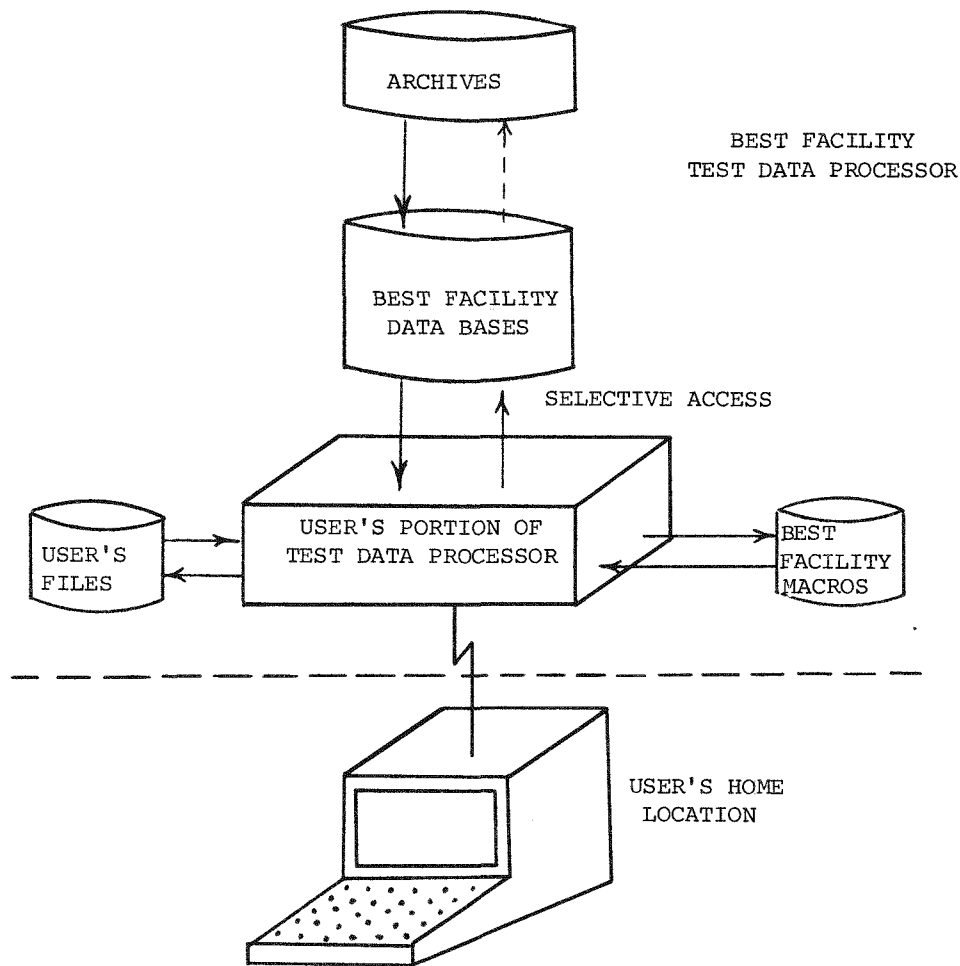 ARCHIVES
BEST FACILITY
TEST DATA PROCESSOR
BEST FACILITY
DATA BASES
SELECTIVE ACCESS
USER'S PORTION OF
TEST DATA PROCESSOR
USER'S
FILES
BEST
FACILITY
MACROS
USER'S HOME
LOCATION